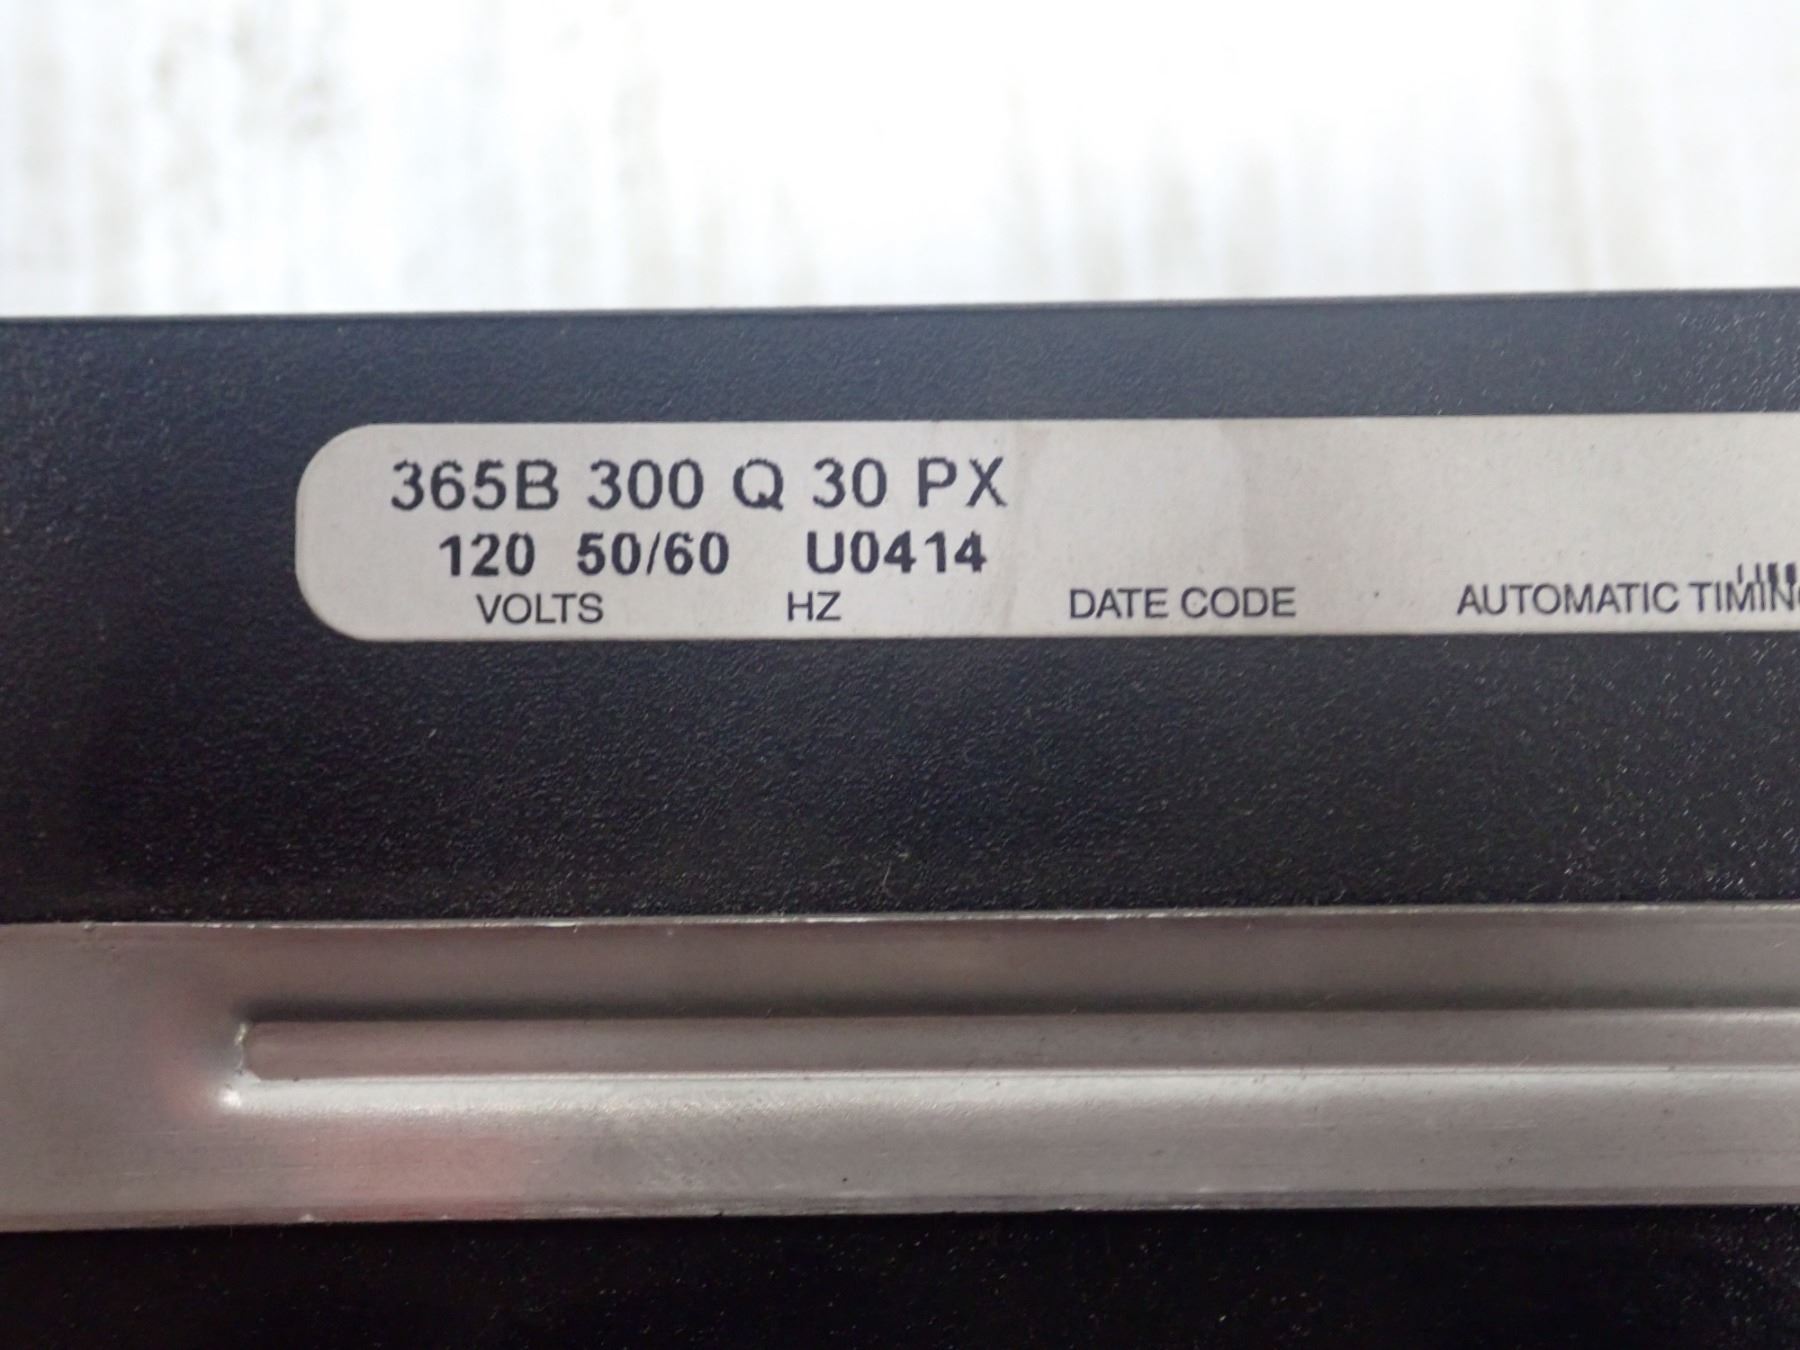 365B 300 Q 30 PX
120 50/60 U0414
VOLTS HZ DATE CODE AUTOMATIC